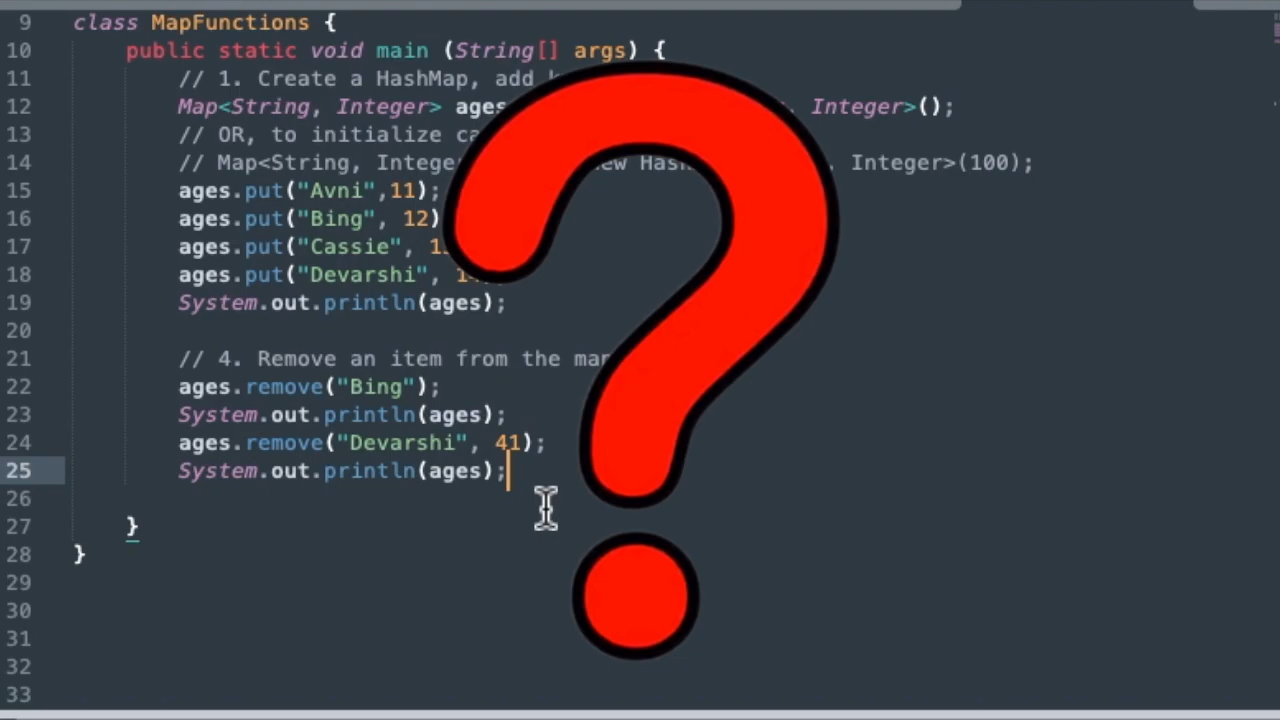 9 class MapFunctions {
10 public static void main (String[] args) {
11 // 1. Create a HashMap, add
12 Map<String, Integer> ages Integer>();
13 // OR, to initialize
14 // Map<String, Integer Integer>(100);
15 ages.put("Avni",11);
16 ages.put("Bing", 12)
17 ages.put("Cassie",
18 ages.put("Devarshi",
19 System.out.println(ages);
20
21 // 4. Remove an item from the
22 ages.remove("Bing");
23 System.out.println(ages);
24 ages.remove("Devarshi", 41);
25 System.out.println(ages);
26
27 }
28 }
29
30
31
32
33
?